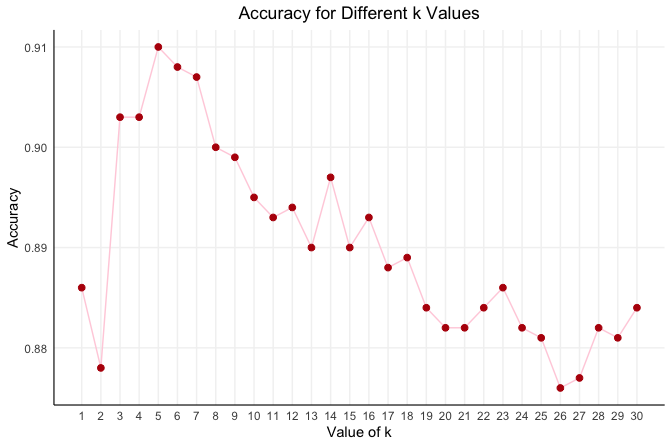 Accuracy for Different k Values
Accuracy
0.91
0.90
0.89
0.88
1 2 3 4 5 6 7 8 9 10 11 12 13 14 15 16 17 18 19 20 21 22 23 24 25 26 27 28 29 30
Value of k